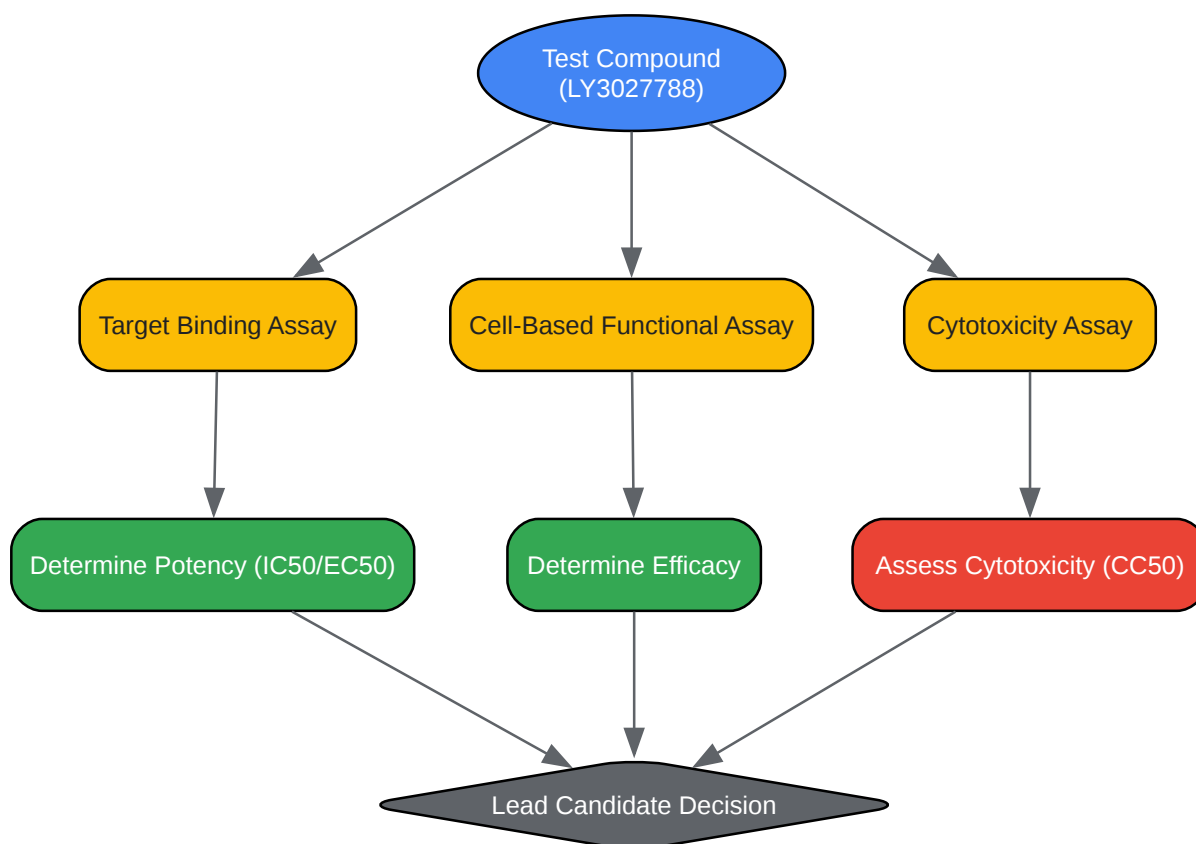 Test Compound
(LY3027788)
Target Binding Assay
Cell-Based Functional Assay
Cytotoxicity Assay
Determine Potency (IC50/EC50)
Determine Efficacy
Assess Cytotoxicity (CC50)
Lead Candidate Decision